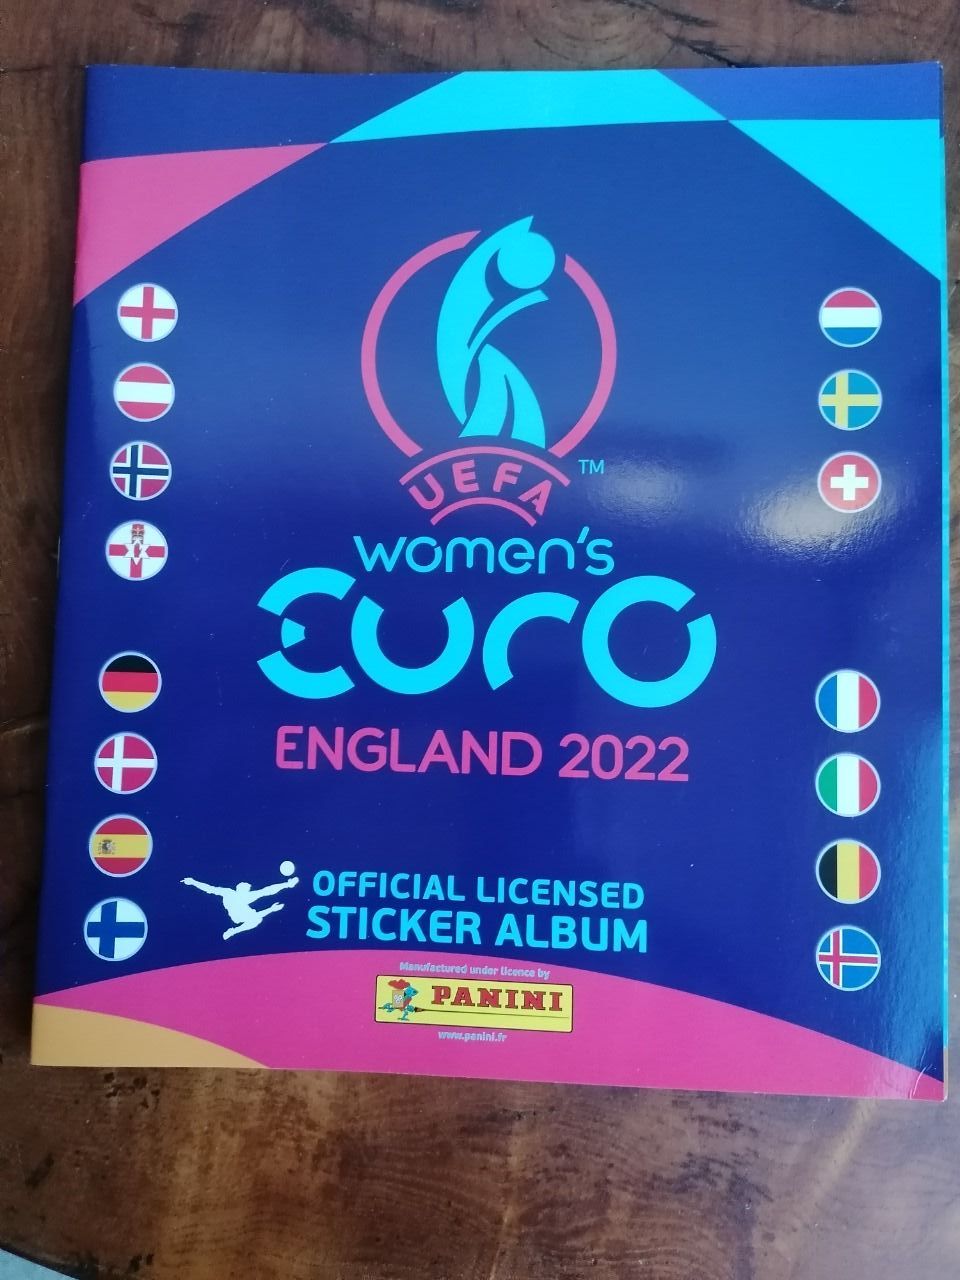 UEFA
TM
women's
EURO
ENGLAND 2022
OFFICIAL LICENSED
STICKER ALBUM
Manufactured under licence by
PANINI
www.panini.fr